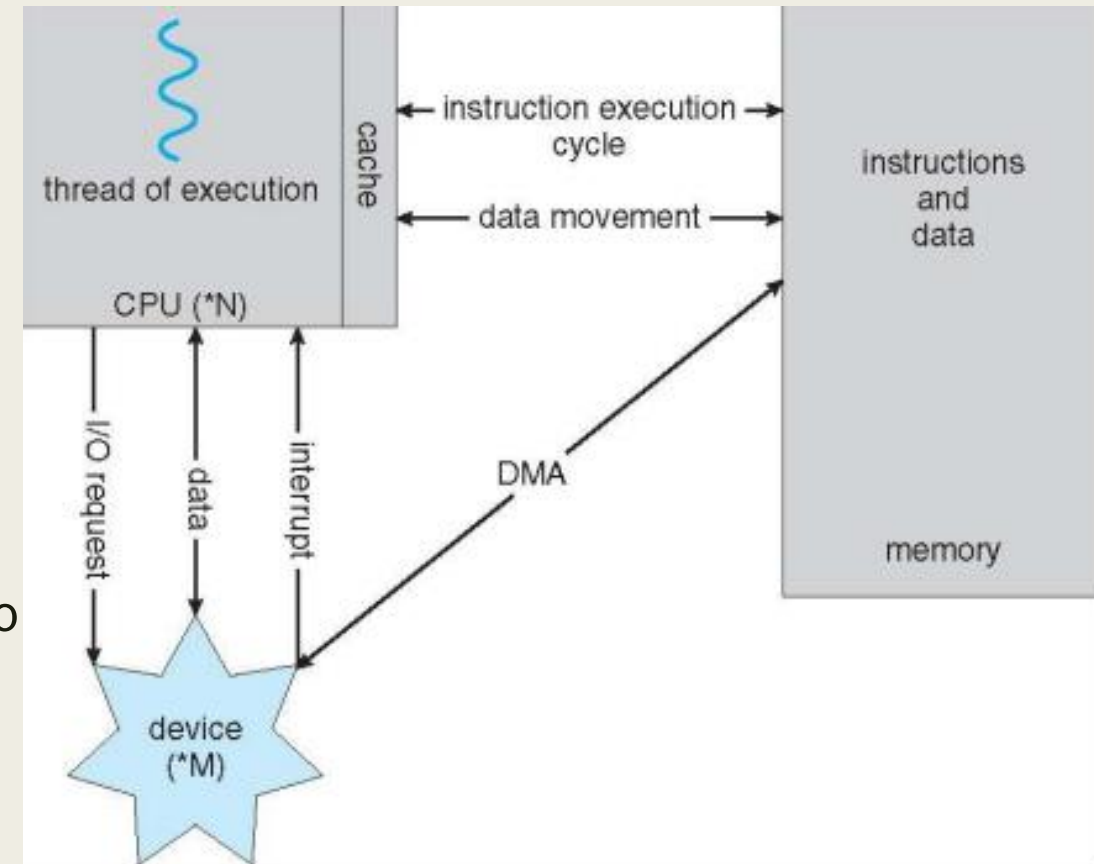 thread of execution
cache
CPU (*N)
instruction execution
cycle
data movement
instructions
and
data
memory
I/O request
data
interrupt
DMA
device
(*M)